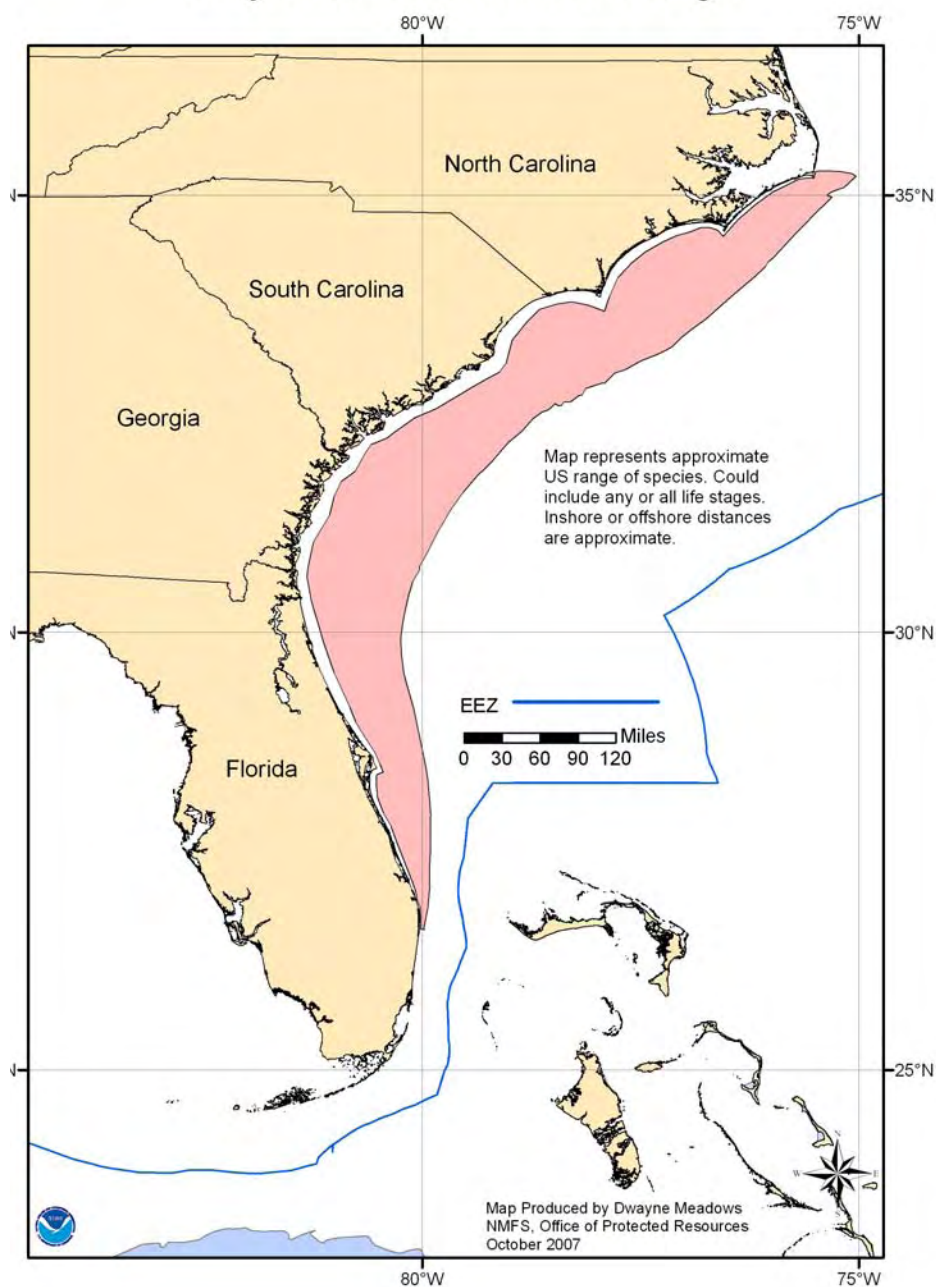 80°W
75°W
North Carolina
35°N
South Carolina
Georgia
Map represents approximate
US range of species. Could
include any or all life stages.
Inshore or offshore distances
are approximate.
30°N
EEZ
Miles
0 30 60 90 120
Florida
25°N
N
W E
S
Map Produced by Dwayne Meadows
NMFS, Office of Protected Resources
October 2007
80°W
75°W